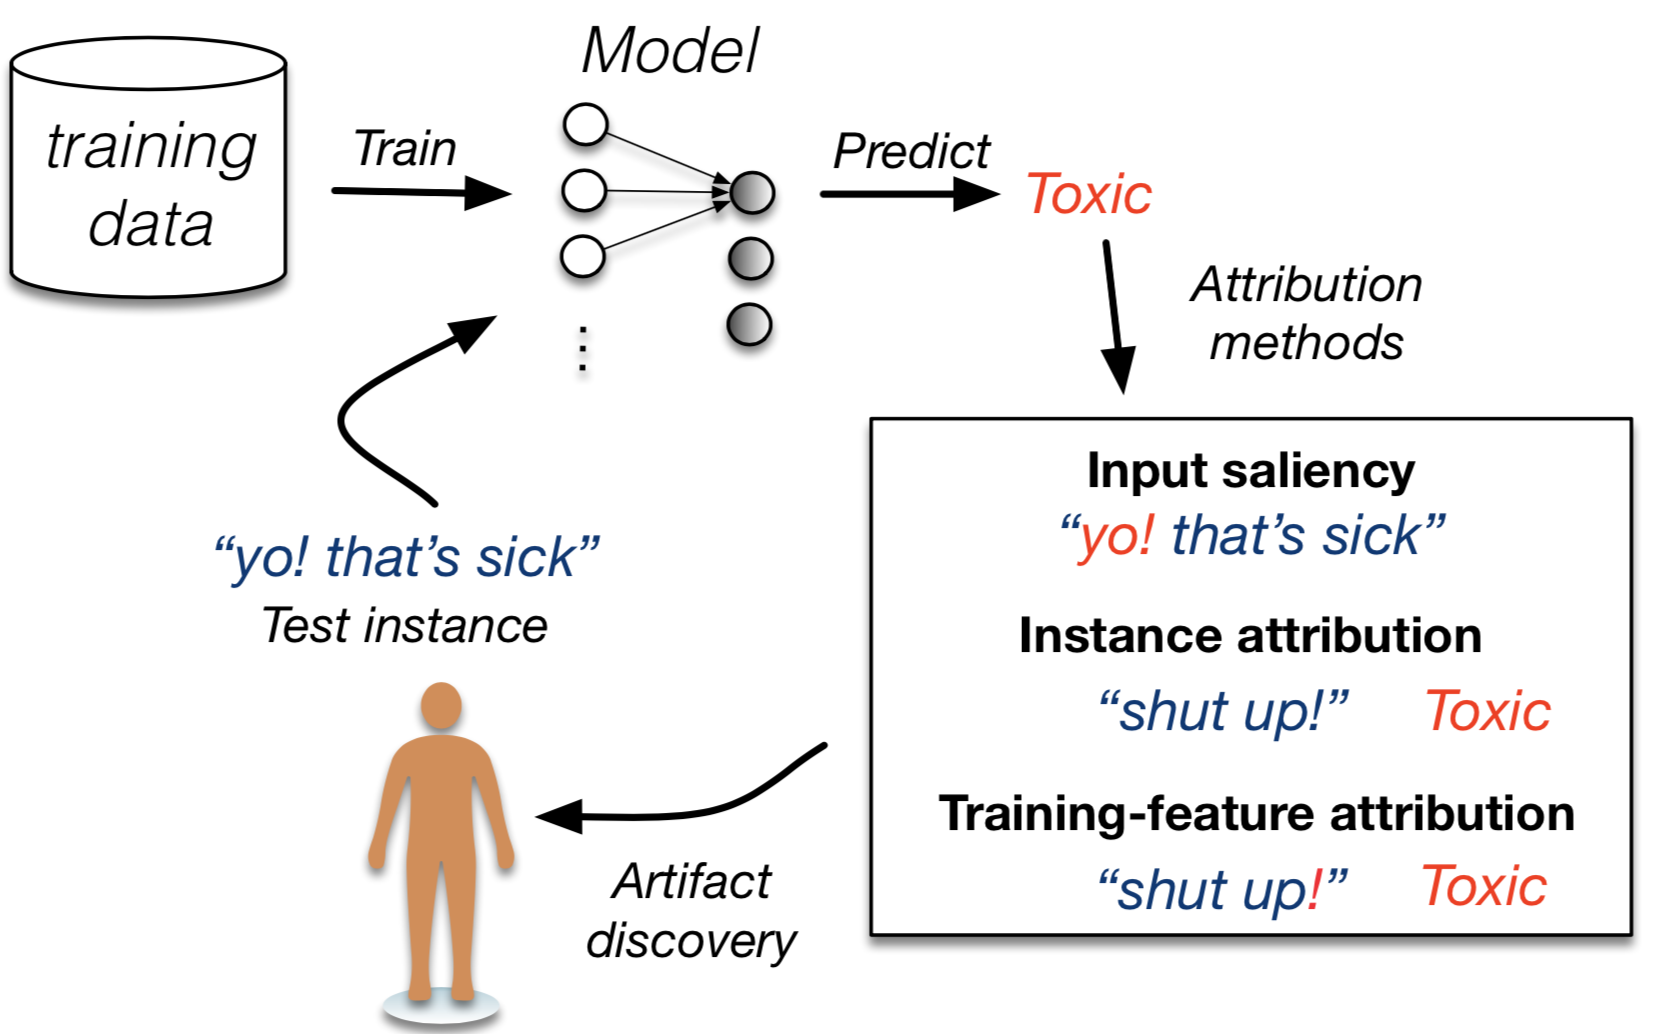 Model
training
data
Train
Predict
Toxic
Attribution
methods
Input saliency
“yo! that’s sick”
Instance attribution
“shut up!” Toxic
Training-feature attribution
“shut up!” Toxic
“yo! that’s sick”
Test instance
Artifact
discovery